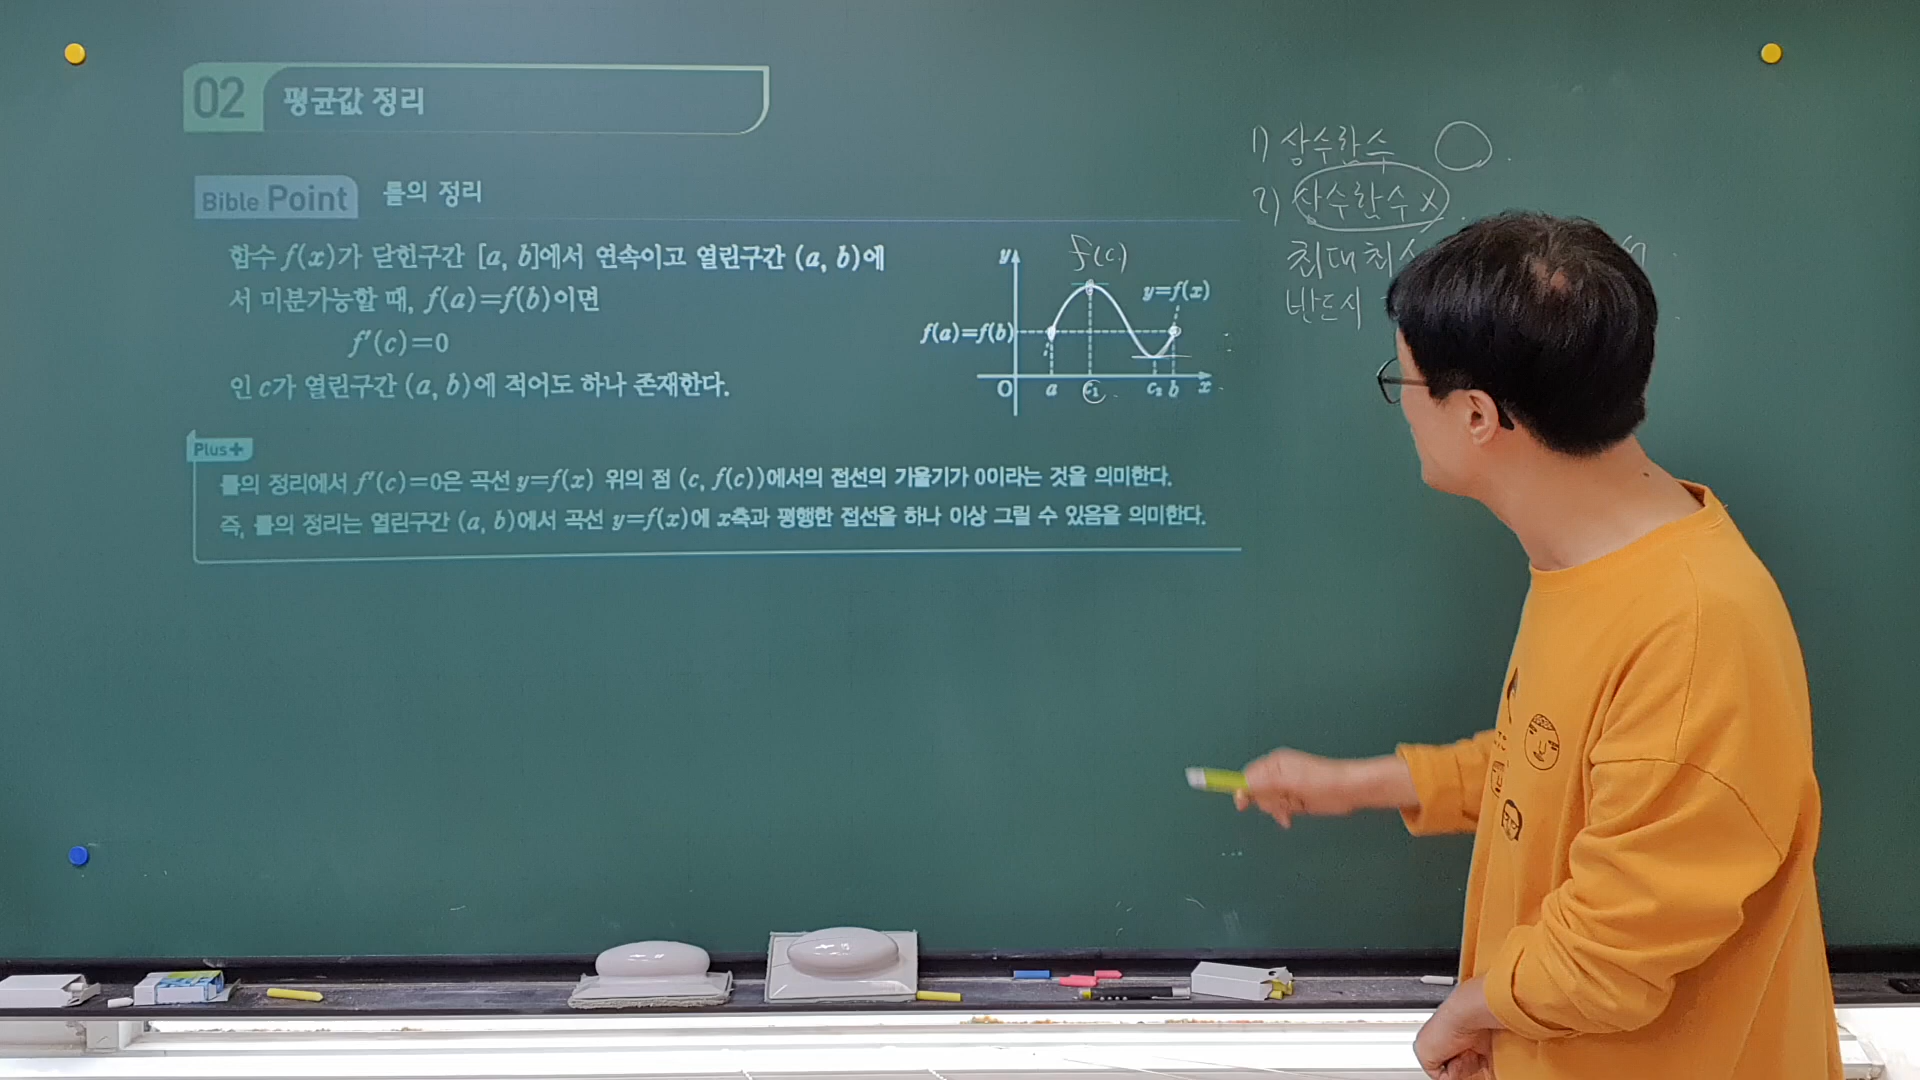 02 평균값 정리
Bible Point 롤의 정리
함수 f(x)가 닫힌구간 [a, b]에서 연속이고 열린구간 (a, b)에
서 미분가능할 때, f(a)=f(b)이면
f′(c)=0
인 c가 열린구간 (a, b)에 적어도 하나 존재한다.
y
f(c)
y=f(x)
f(a)=f(b)
O a c₁ c₂ b x
Plus+
롤의 정리에서 f′(c)=0은 곡선 y=f(x) 위의 점 (c, f(c))에서의 접선의 기울기가 0이라는 것을 의미한다.
즉, 롤의 정리는 열린구간 (a, b)에서 곡선 y=f(x)에 x축과 평행한 접선을 하나 이상 그릴 수 있음을 의미한다.
1) 상수함수
2) 상수함수 x
최대최
반드시